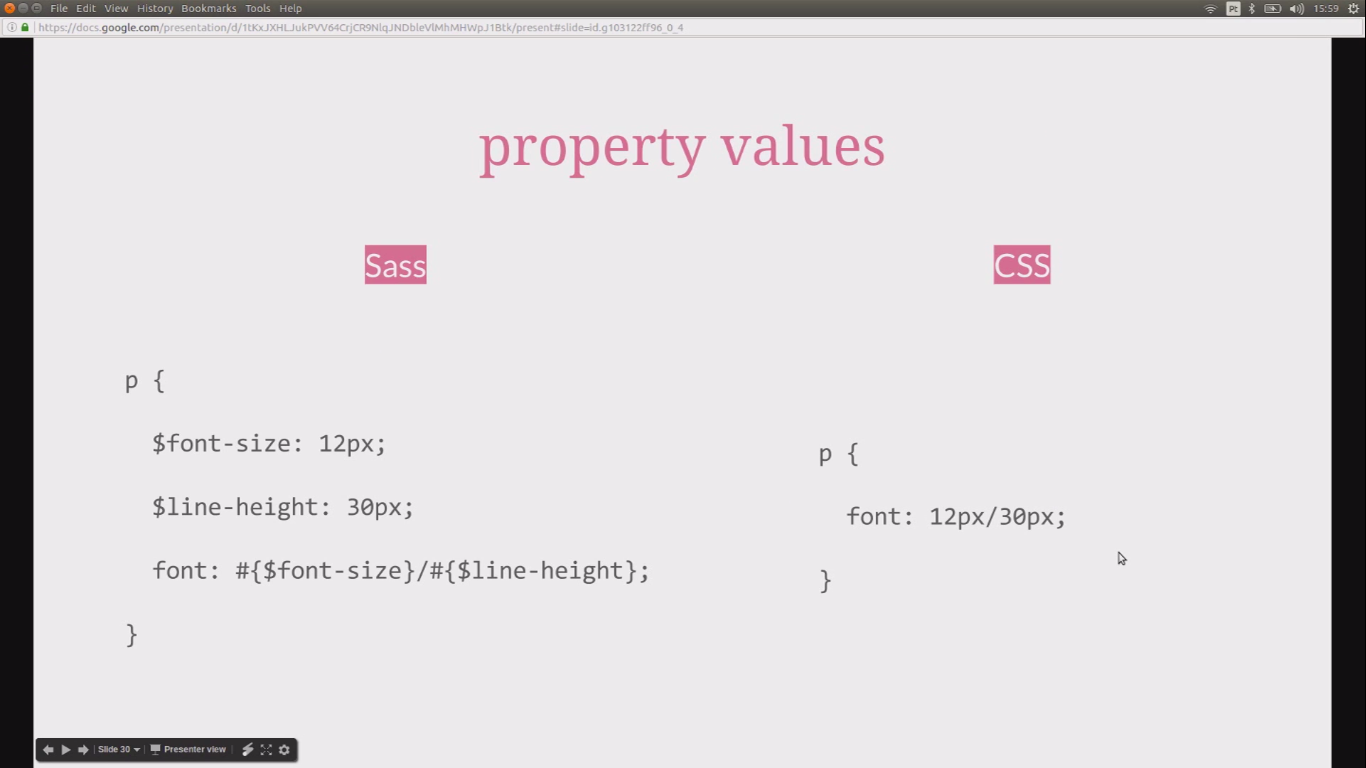 File Edit View History Bookmarks Tools Help
Pt
15:59
https://docs.google.com/presentation/d/1tKxJXHLJukPVV64CrjCR9NlqJNDbleVlMhMHWpJ1Btk/present#slide=id.g103122ff96_0_4
property values
Sass
p {
$font-size: 12px;
$line-height: 30px;
font: #{$font-size}/#{$line-height};
}
CSS
p {
font: 12px/30px;
}
Slide 30
Presenter view